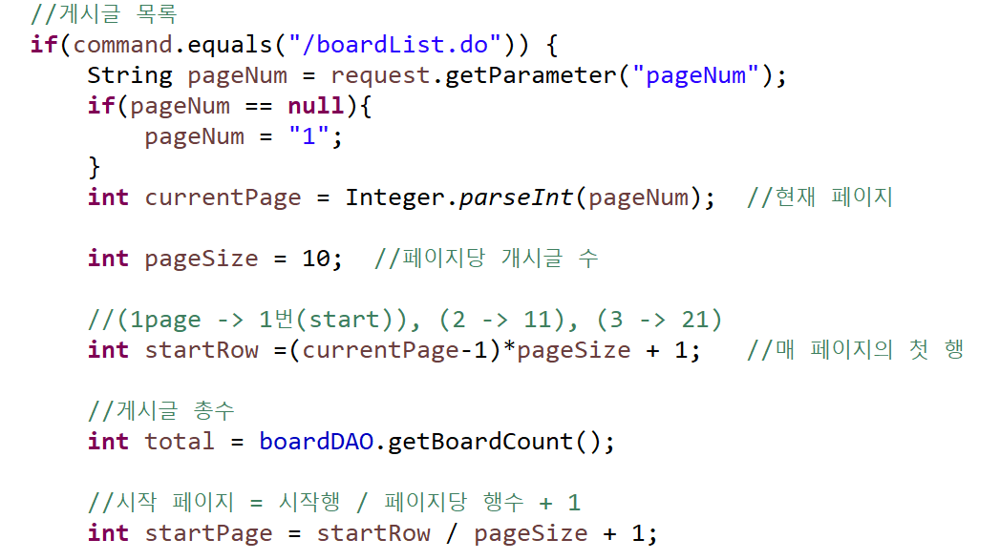 //게시글 목록
if(command.equals("/boardList.do")) {
String pageNum = request.getParameter("pageNum");
if(pageNum == null){
pageNum = "1";
}
int currentPage = Integer.parseInt(pageNum);  //현재 페이지
int pageSize = 10;  //페이지당 개시글 수
//(1page -> 1번(start)), (2 -> 11), (3 -> 21)
int startRow =(currentPage-1)*pageSize + 1;   //매 페이지의 첫 행
//게시글 총수
int total = boardDAO.getBoardCount();
//시작 페이지 = 시작행 / 페이지당 행수 + 1
int startPage = startRow / pageSize + 1;